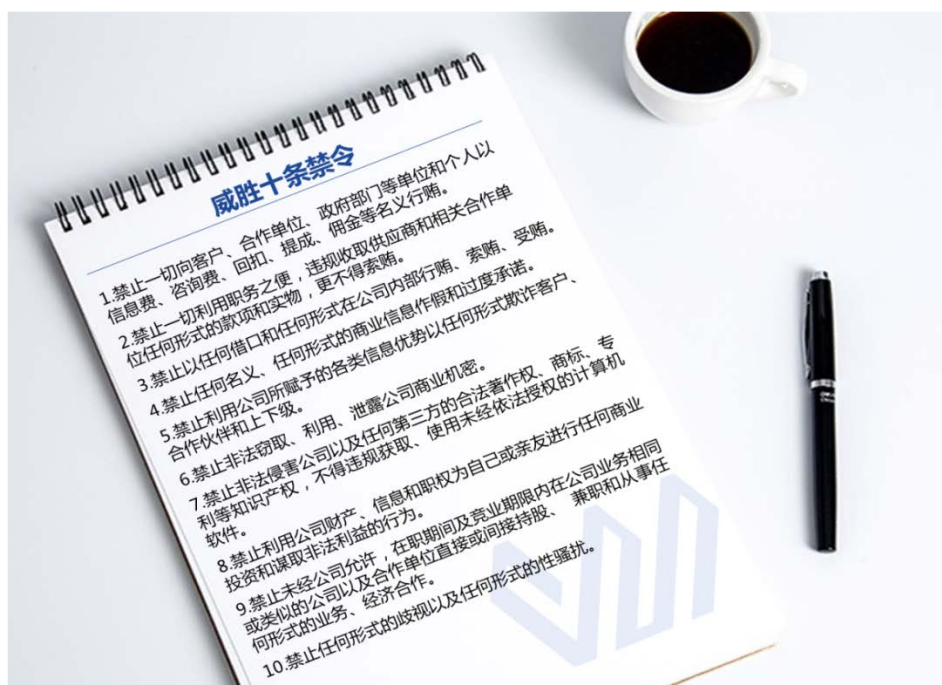 威胜十条禁令
1.禁止一切向客户、合作单位、政府部门等单位和个人以
信息费、咨询费、回扣、提成、佣金等名义行贿。
2.禁止一切利用职务之便，违规收取供应商和相关合作单
位任何形式的款项和实物，更不得索贿。
3.禁止以任何借口和任何形式在公司内部行贿、索贿、受贿。
4.禁止任何名义、任何形式的商业信息作假和过度承诺。
5.禁止利用公司所赋予的各类信息优势以任何形式欺诈客户、
合作伙伴和上下级。
6.禁止非法窃取、利用、泄露公司商业机密。
7.禁止非法侵害公司以及任何第三方的合法著作权、商标、专
利等知识产权，不得违规获取、使用未经依法授权的计算机
软件。
8.禁止利用公司财产、信息和职权为自己或亲友进行任何商业
投资和谋取非法利益的行为。
9.禁止未经公司允许，在职期间及竞业期限内在公司业务相同
或类似的公司以及合作单位直接或间接持股、兼职和从事任
何形式的业务、经济合作。
10.禁止任何形式的歧视以及任何形式的性骚扰。